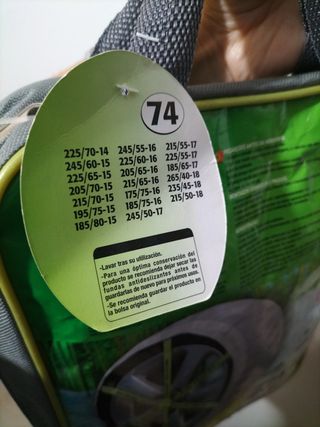 74
225/70-14 245/55-16 215/55-17
245/60-15 225/60-16 225/55-17
225/65-15 205/65-16 185/65-17
205/70-15 215/65-16 265/40-18
215/70-15 175/75-16 235/45-18
195/75-15 185/75-16 215/50-18
185/80-15 245/50-17
-Lavar tras su utilización.
-Para una óptima conservación del
producto se recomienda dejar secar las
fundas antideslizantes antes de
guardarlas de nuevo para próximos usos.
-Se recomienda guardar el producto en
la bolsa original.